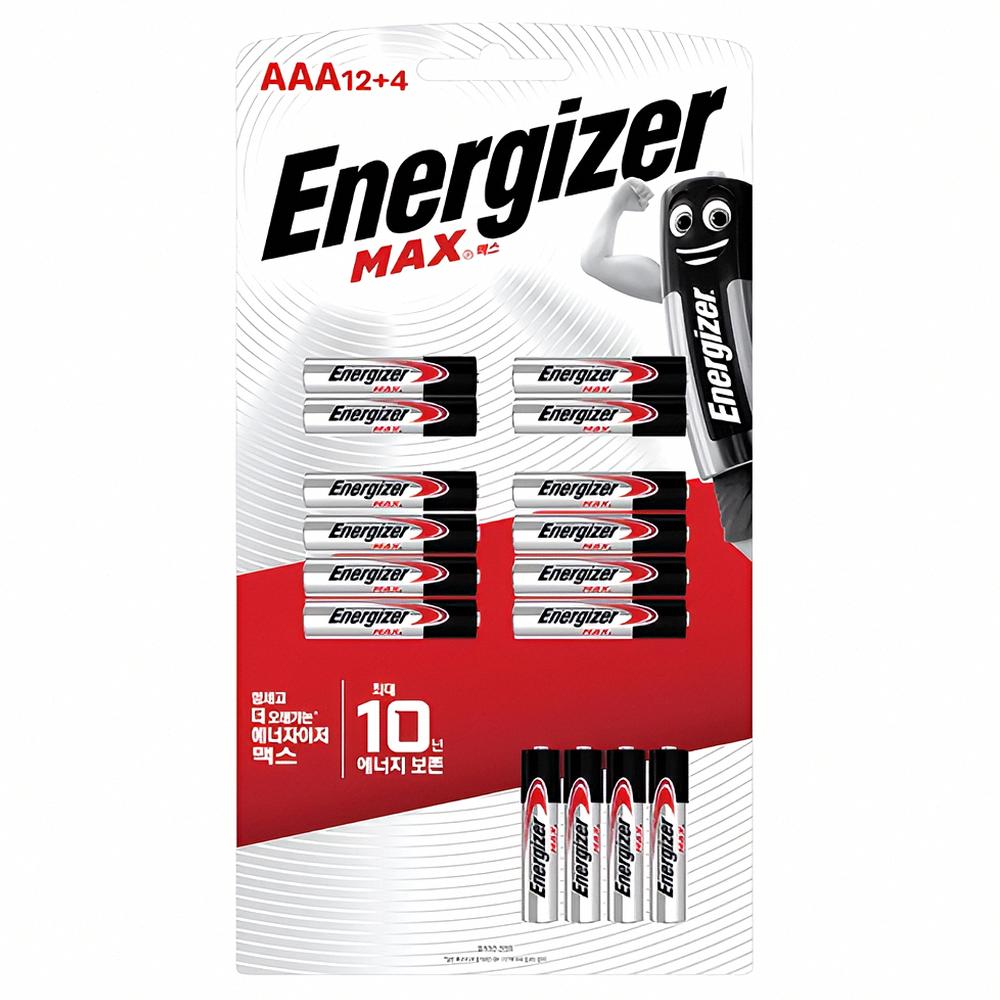 AAA12+4
Energizer
MAX® 맥스
Energizer
Energizer
MAX
Energizer
MAX
Energizer
MAX
Energizer
MAX
Energizer
MAX
Energizer
MAX
Energizer
MAX
Energizer
MAX
Energizer
MAX
Energizer
MAX
Energizer
MAX
Energizer
MAX
힘세고
더 오래가는*
에너자이저
맥스
최대
10년
에너지 보존
Energizer
MAX
Energizer
MAX
Energizer
MAX
Energizer
MAX